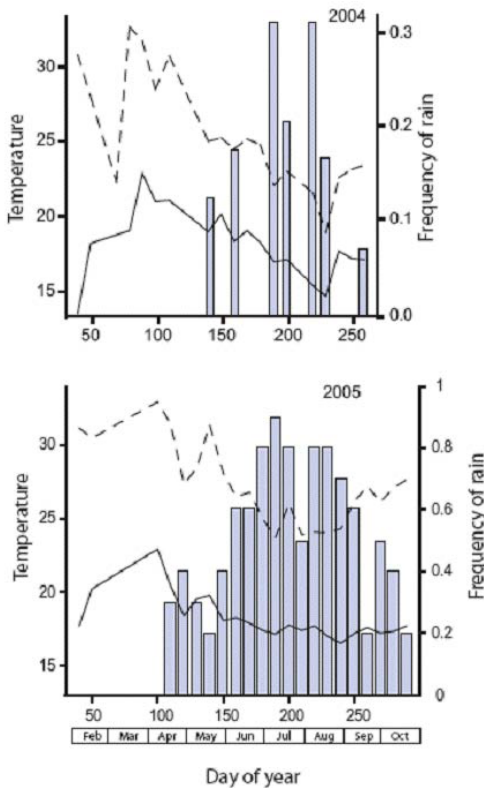 2004
Temperature
30
25
20
15
Frequency of rain
0.3
0.2
0.1
0.0
50 100 150 200 250
2005
Temperature
30
25
20
15
Frequency of rain
1
0.8
0.6
0.4
0.2
0
50 100 150 200 250
Feb Mar Apr May Jun Jul Aug Sep Oct
Day of year